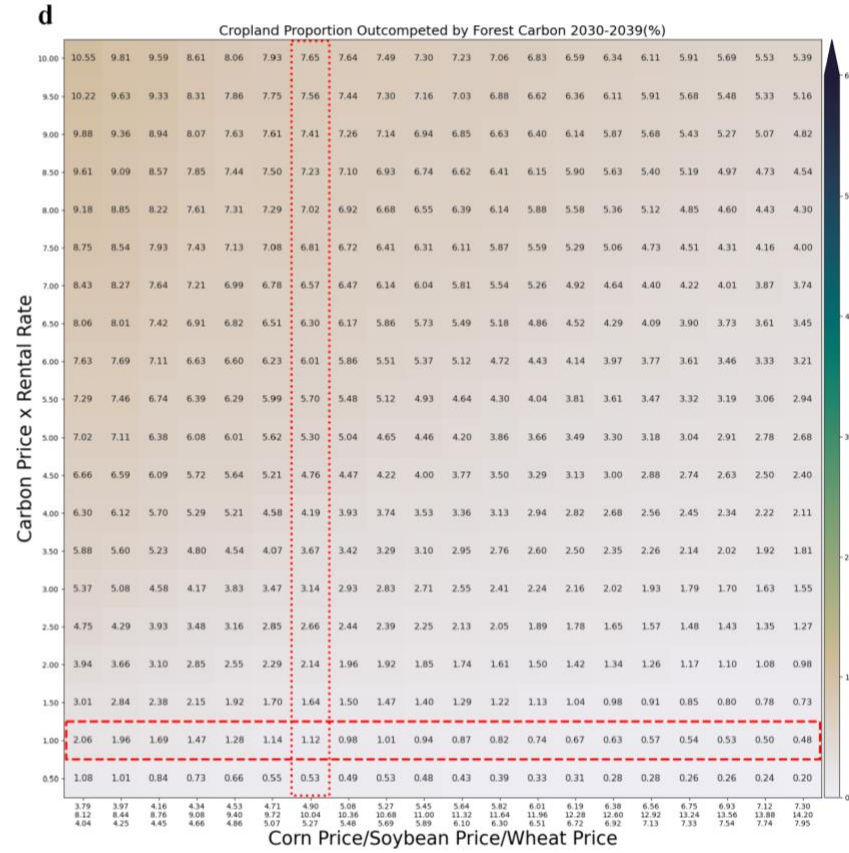 d
Cropland Proportion Outcompeted by Forest Carbon 2030-2039(%)
10.00 10.55 9.81 9.59 8.61 8.06 7.93 7.65 7.64 7.49 7.30 7.23 7.06 6.83 6.59 6.34 6.11 5.91 5.69 5.53 5.39
9.50 10.22 9.63 9.33 8.31 7.86 7.75 7.56 7.44 7.30 7.16 7.03 6.88 6.62 6.36 6.11 5.91 5.68 5.48 5.33 5.16
9.00 9.88 9.36 8.94 8.07 7.63 7.61 7.41 7.26 7.14 6.94 6.85 6.63 6.40 6.14 5.87 5.68 5.43 5.27 5.07 4.82
8.50 9.61 9.09 8.57 7.85 7.44 7.50 7.23 7.10 6.93 6.74 6.62 6.41 6.15 5.90 5.63 5.40 5.19 4.97 4.73 4.54
8.00 9.18 8.85 8.22 7.61 7.31 7.29 7.02 6.92 6.68 6.55 6.39 6.14 5.88 5.58 5.36 5.12 4.85 4.60 4.43 4.30
7.50 8.75 8.54 7.93 7.43 7.13 7.08 6.81 6.72 6.41 6.31 6.11 5.87 5.59 5.29 5.06 4.73 4.51 4.31 4.16 4.00
7.00 8.43 8.27 7.64 7.21 6.99 6.78 6.57 6.47 6.14 6.04 5.81 5.54 5.26 4.92 4.64 4.40 4.22 4.01 3.87 3.74
6.50 8.06 8.01 7.42 6.91 6.82 6.51 6.30 6.17 5.86 5.73 5.49 5.18 4.86 4.52 4.29 4.09 3.90 3.73 3.61 3.45
6.00 7.63 7.69 7.11 6.63 6.60 6.23 6.01 5.86 5.51 5.37 5.12 4.72 4.43 4.14 3.97 3.77 3.61 3.46 3.33 3.21
5.50 7.29 7.46 6.74 6.39 6.29 5.99 5.70 5.48 5.12 4.93 4.64 4.30 4.04 3.81 3.61 3.47 3.32 3.19 3.06 2.94
5.00 7.02 7.11 6.38 6.08 6.01 5.62 5.30 5.04 4.65 4.46 4.20 3.86 3.66 3.49 3.30 3.18 3.04 2.91 2.78 2.68
4.50 6.66 6.59 6.09 5.72 5.64 5.21 4.76 4.47 4.22 4.00 3.77 3.50 3.29 3.13 3.00 2.88 2.74 2.63 2.50 2.40
4.00 6.30 6.12 5.70 5.29 5.21 4.58 4.19 3.93 3.74 3.53 3.36 3.13 2.94 2.82 2.68 2.56 2.45 2.34 2.22 2.11
3.50 5.88 5.60 5.23 4.80 4.54 4.07 3.67 3.42 3.29 3.10 2.95 2.76 2.60 2.50 2.35 2.26 2.14 2.02 1.92 1.81
3.00 5.37 5.08 4.58 4.17 3.83 3.47 3.14 2.93 2.83 2.71 2.55 2.41 2.24 2.16 2.02 1.93 1.79 1.70 1.63 1.55
2.50 4.75 4.29 3.93 3.48 3.16 2.85 2.66 2.44 2.39 2.25 2.13 2.05 1.89 1.78 1.65 1.57 1.48 1.43 1.35 1.27
2.00 3.94 3.66 3.10 2.85 2.55 2.29 2.14 1.96 1.92 1.85 1.74 1.61 1.50 1.42 1.34 1.26 1.17 1.10 1.08 0.98
1.50 3.01 2.84 2.38 2.15 1.92 1.70 1.64 1.50 1.47 1.40 1.29 1.22 1.13 1.04 0.98 0.91 0.85 0.80 0.78 0.73
1.00 2.06 1.96 1.69 1.47 1.28 1.14 1.12 0.98 1.01 0.94 0.87 0.82 0.74 0.67 0.63 0.57 0.54 0.53 0.50 0.48
0.50 1.08 1.01 0.84 0.73 0.66 0.55 0.53 0.49 0.53 0.48 0.43 0.39 0.33 0.31 0.28 0.28 0.26 0.26 0.24 0.20
3.79 3.97 4.16 4.34 4.53 4.71 4.90 5.08 5.27 5.45 5.64 5.82 6.01 6.19 6.38 6.56 6.75 6.93 7.12 7.30
8.12 8.44 8.76 9.08 9.40 9.72 10.04 10.36 10.68 11.00 11.32 11.64 11.96 12.28 12.60 12.92 13.24 13.56 13.88 14.20
4.04 4.25 4.45 4.66 4.86 5.07 5.27 5.48 5.69 5.89 6.10 6.30 6.51 6.72 6.92 7.13 7.33 7.54 7.74 7.95
Corn Price/Soybean Price/Wheat Price
Carbon Price x Rental Rate